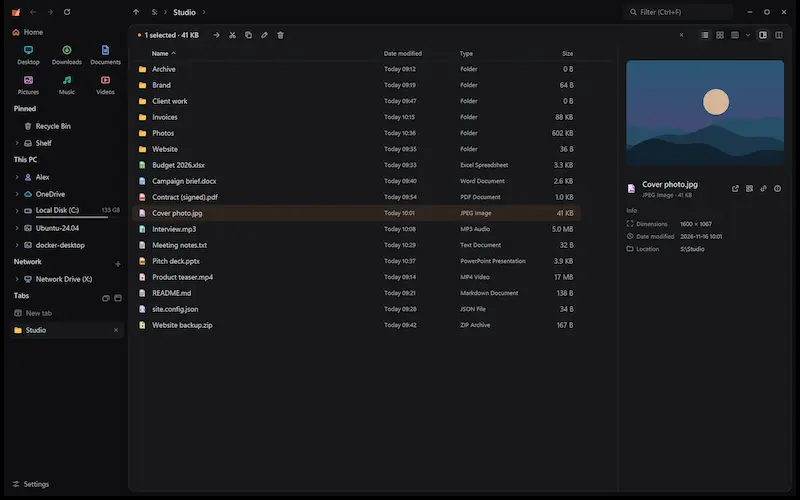 S: > Studio >
Filter (Ctrl+F)
Home
Desktop
Downloads
Documents
Pictures
Music
Videos
Pinned
Recycle Bin
Shelf
This PC
Alex
OneDrive
Local Disk (C:) 133 GB
Ubuntu-24.04
docker-desktop
Network
Network Drive (X:)
Tabs
New tab
Studio
Settings
1 selected · 41 KB
Name Date modified Type Size
Archive Today 09:12 Folder 0 B
Brand Today 09:19 Folder 64 B
Client work Today 09:47 Folder 0 B
Invoices Today 10:15 Folder 88 KB
Photos Today 10:36 Folder 602 KB
Website Today 09:35 Folder 36 B
Budget 2026.xlsx Today 09:33 Excel Spreadsheet 3.3 KB
Campaign brief.docx Today 09:40 Word Document 2.6 KB
Contract (signed).pdf Today 09:54 PDF Document 1.0 KB
Cover photo.jpg Today 10:01 JPEG Image 41 KB
Interview.mp3 Today 10:08 MP3 Audio 5.0 MB
Meeting notes.txt Today 10:29 Text Document 32 B
Pitch deck.pptx Today 10:37 PowerPoint Presentation 3.9 KB
Product teaser.mp4 Today 09:14 MP4 Video 17 MB
README.md Today 09:21 Markdown Document 136 B
site.config.json Today 09:28 JSON File 34 B
Website backup.zip Today 09:42 ZIP Archive 167 B
Cover photo.jpg
JPEG Image · 41 KB
Info
Dimensions 1600 × 1067
Date modified 2026-11-16 10:01
Location S:\Studio